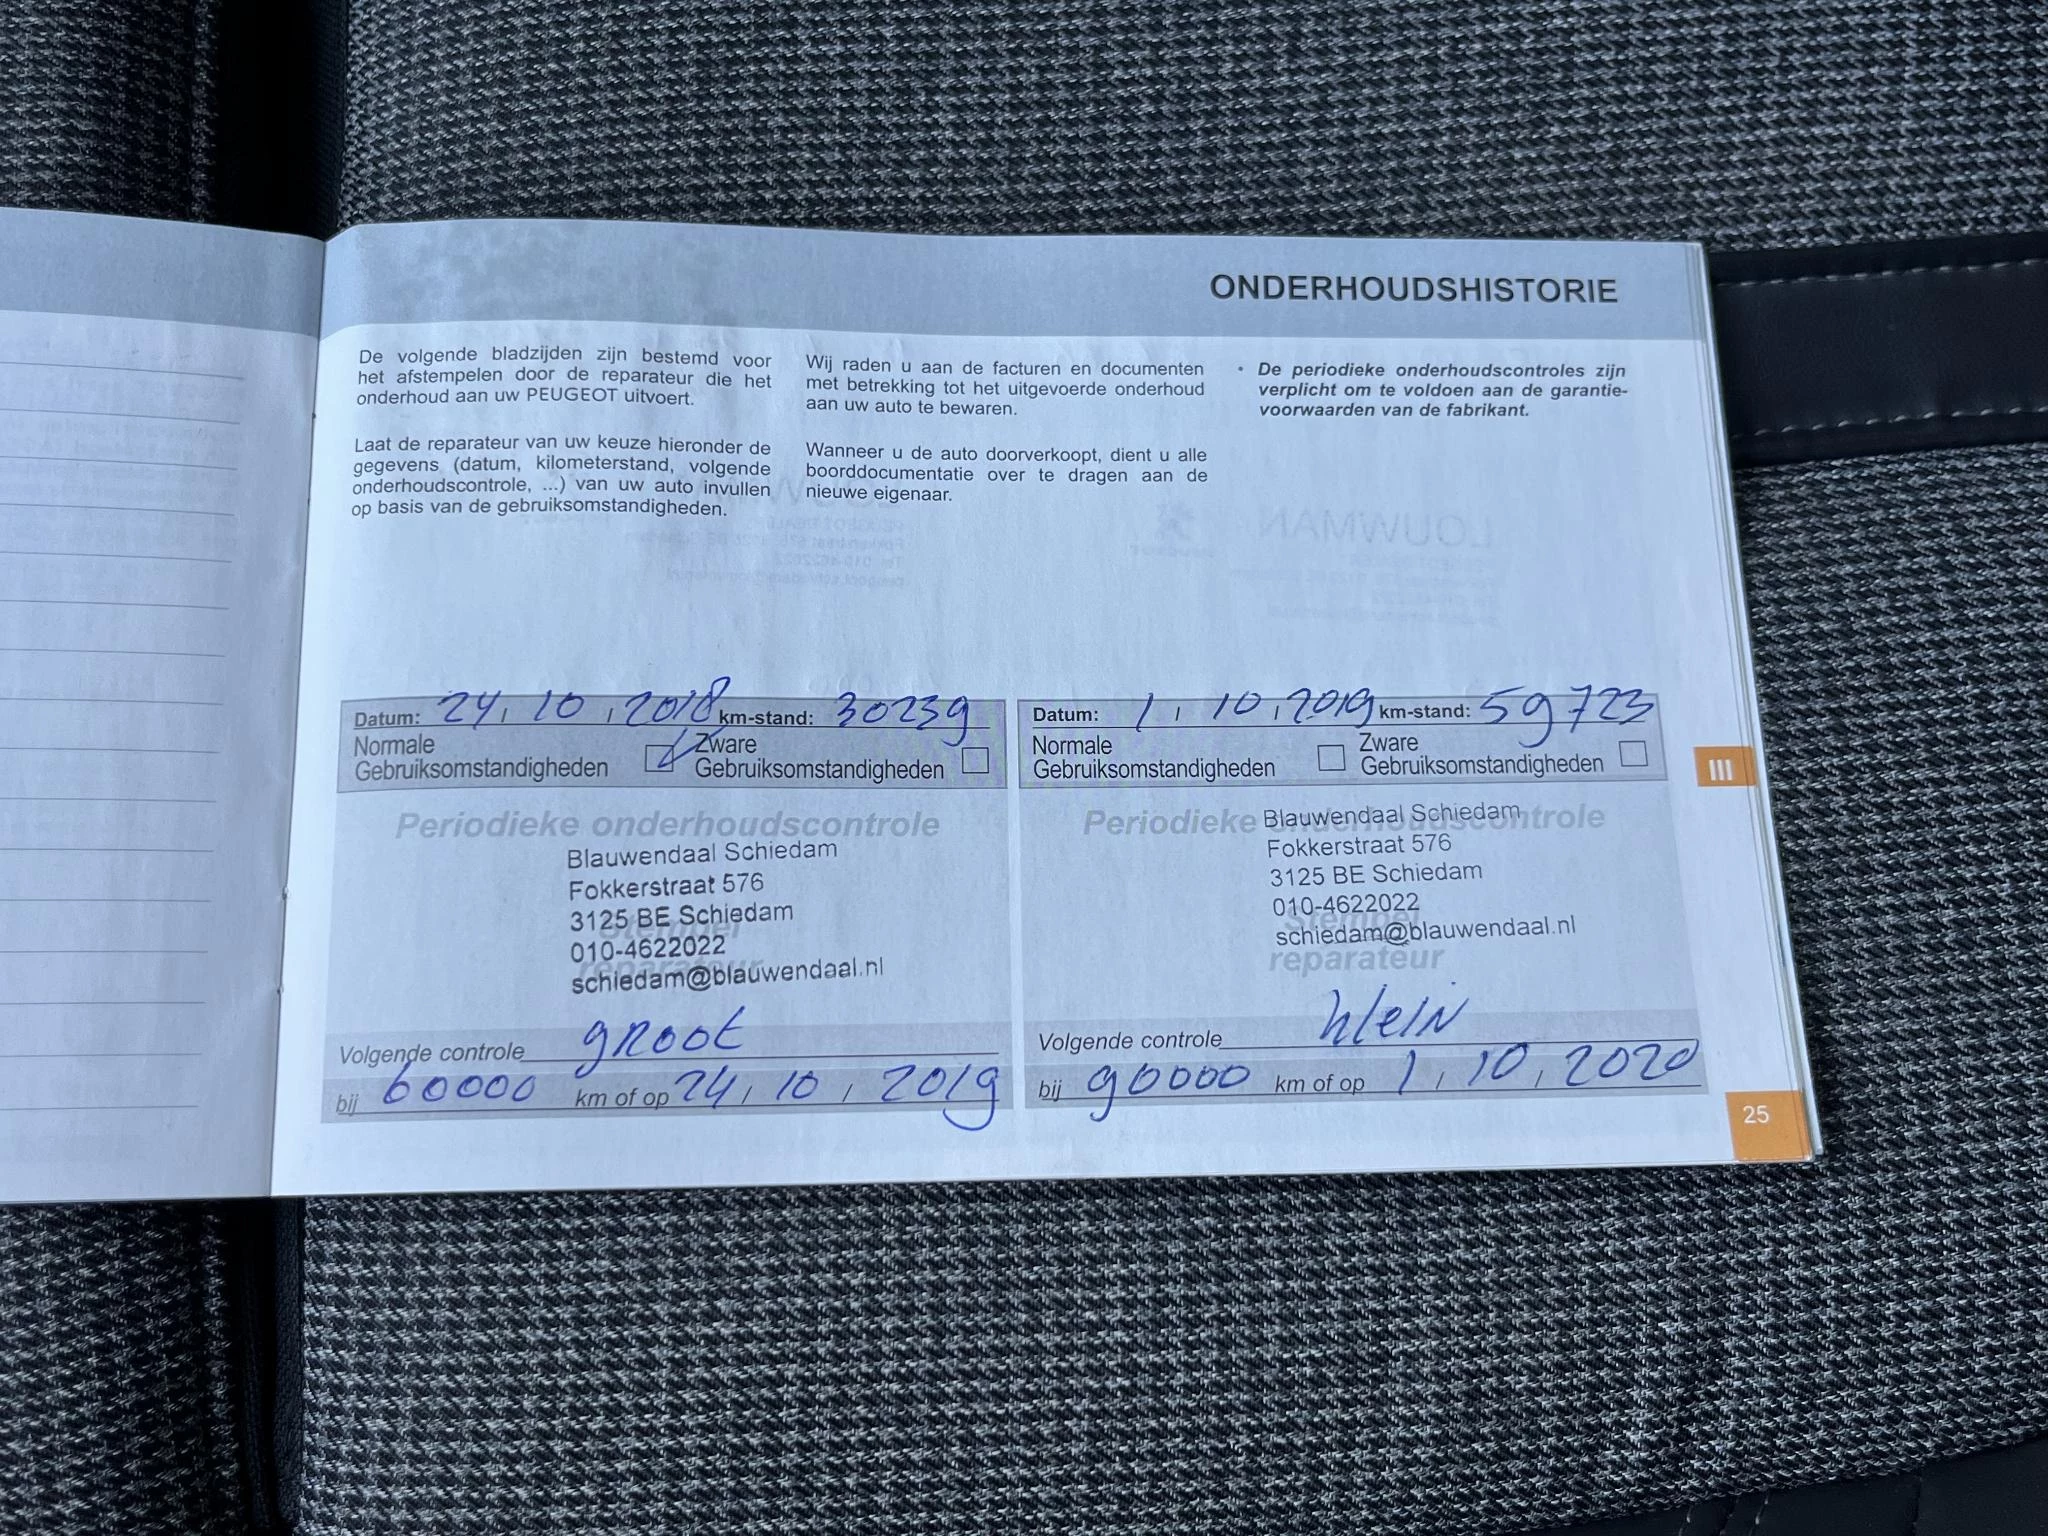 ONDERHOUDSHISTORIE
De volgende bladzijden zijn bestemd voor
het afstempelen door de reparateur die het
onderhoud aan uw PEUGEOT uitvoert.
Laat de reparateur van uw keuze hieronder de
gegevens (datum, kilometerstand, volgende
onderhoudscontrole, ...) van uw auto invullen
op basis van de gebruiksomstandigheden.
Wij raden u aan de facturen en documenten
met betrekking tot het uitgevoerde onderhoud
aan uw auto te bewaren.
Wanneer u de auto doorverkoopt, dient u alle
boorddocumentatie over te dragen aan de
nieuwe eigenaar.
• De periodieke onderhoudscontroles zijn
verplicht om te voldoen aan de garantie-
voorwaarden van de fabrikant.
LOUWMAN
Datum: 24, 10, 2018 km-stand: 30239
Normale
Gebruiksomstandigheden
Zware
Gebruiksomstandigheden
Periodieke onderhoudscontrole
Blauwendaal Schiedam
Fokkerstraat 576
3125 BE Schiedam
Stempel
010-4622022
reparateur
schiedam@blauwendaal.nl
Volgende controle groot
bij 60000 km of op 24, 10, 2019
Datum: 1, 10, 2019 km-stand: 59723
Normale
Gebruiksomstandigheden
Zware
Gebruiksomstandigheden
Periodieke onderhoudscontrole
Blauwendaal Schiedam
Fokkerstraat 576
3125 BE Schiedam
010-4622022
Stempel
schiedam@blauwendaal.nl
reparateur
Volgende controle klein
bij 90000 km of op 1, 10, 2020
III
25